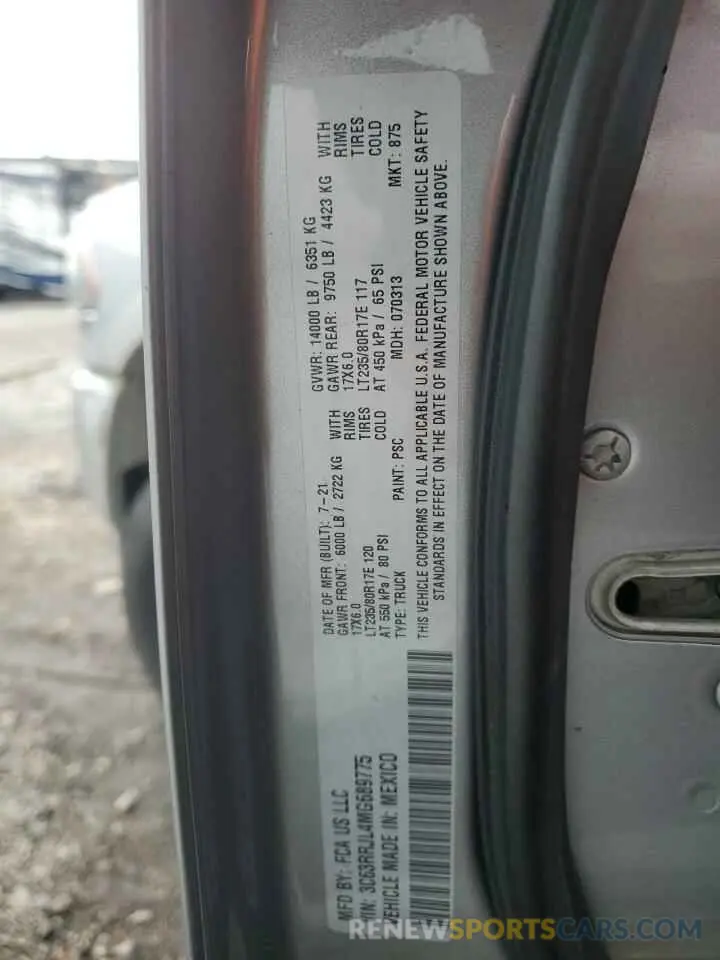 MFD BY: FCA US LLC
VIN: 3C63RRJL4MG689775
VEHICLE MADE IN: MEXICO
DATE OF MFR (BUILT): 7-21
GAWR FRONT: 6000 LB / 2722 KG WITH
17X6.0 RIMS
LT235/80R17E 120 TIRES
AT 550 kPa / 80 PSI COLD
GVWR: 14000 LB / 6351 KG
GAWR REAR: 9750 LB / 4423 KG WITH
17X6.0 RIMS
LT235/80R17E 117 TIRES
AT 450 kPa / 65 PSI COLD
TYPE: TRUCK PAINT: PSC MDH: 070313 MKT: 875
THIS VEHICLE CONFORMS TO ALL APPLICABLE U.S.A. FEDERAL MOTOR VEHICLE SAFETY
STANDARDS IN EFFECT ON THE DATE OF MANUFACTURE SHOWN ABOVE.
RENEWSPORTSCARS.COM